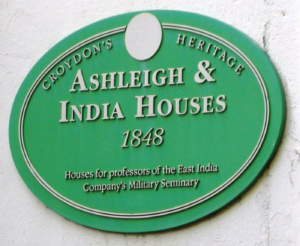 CROYDON'S HERITAGE
ASHLEIGH &
INDIA HOUSES
1848
Houses for professors of the East India
Company's Military Seminary